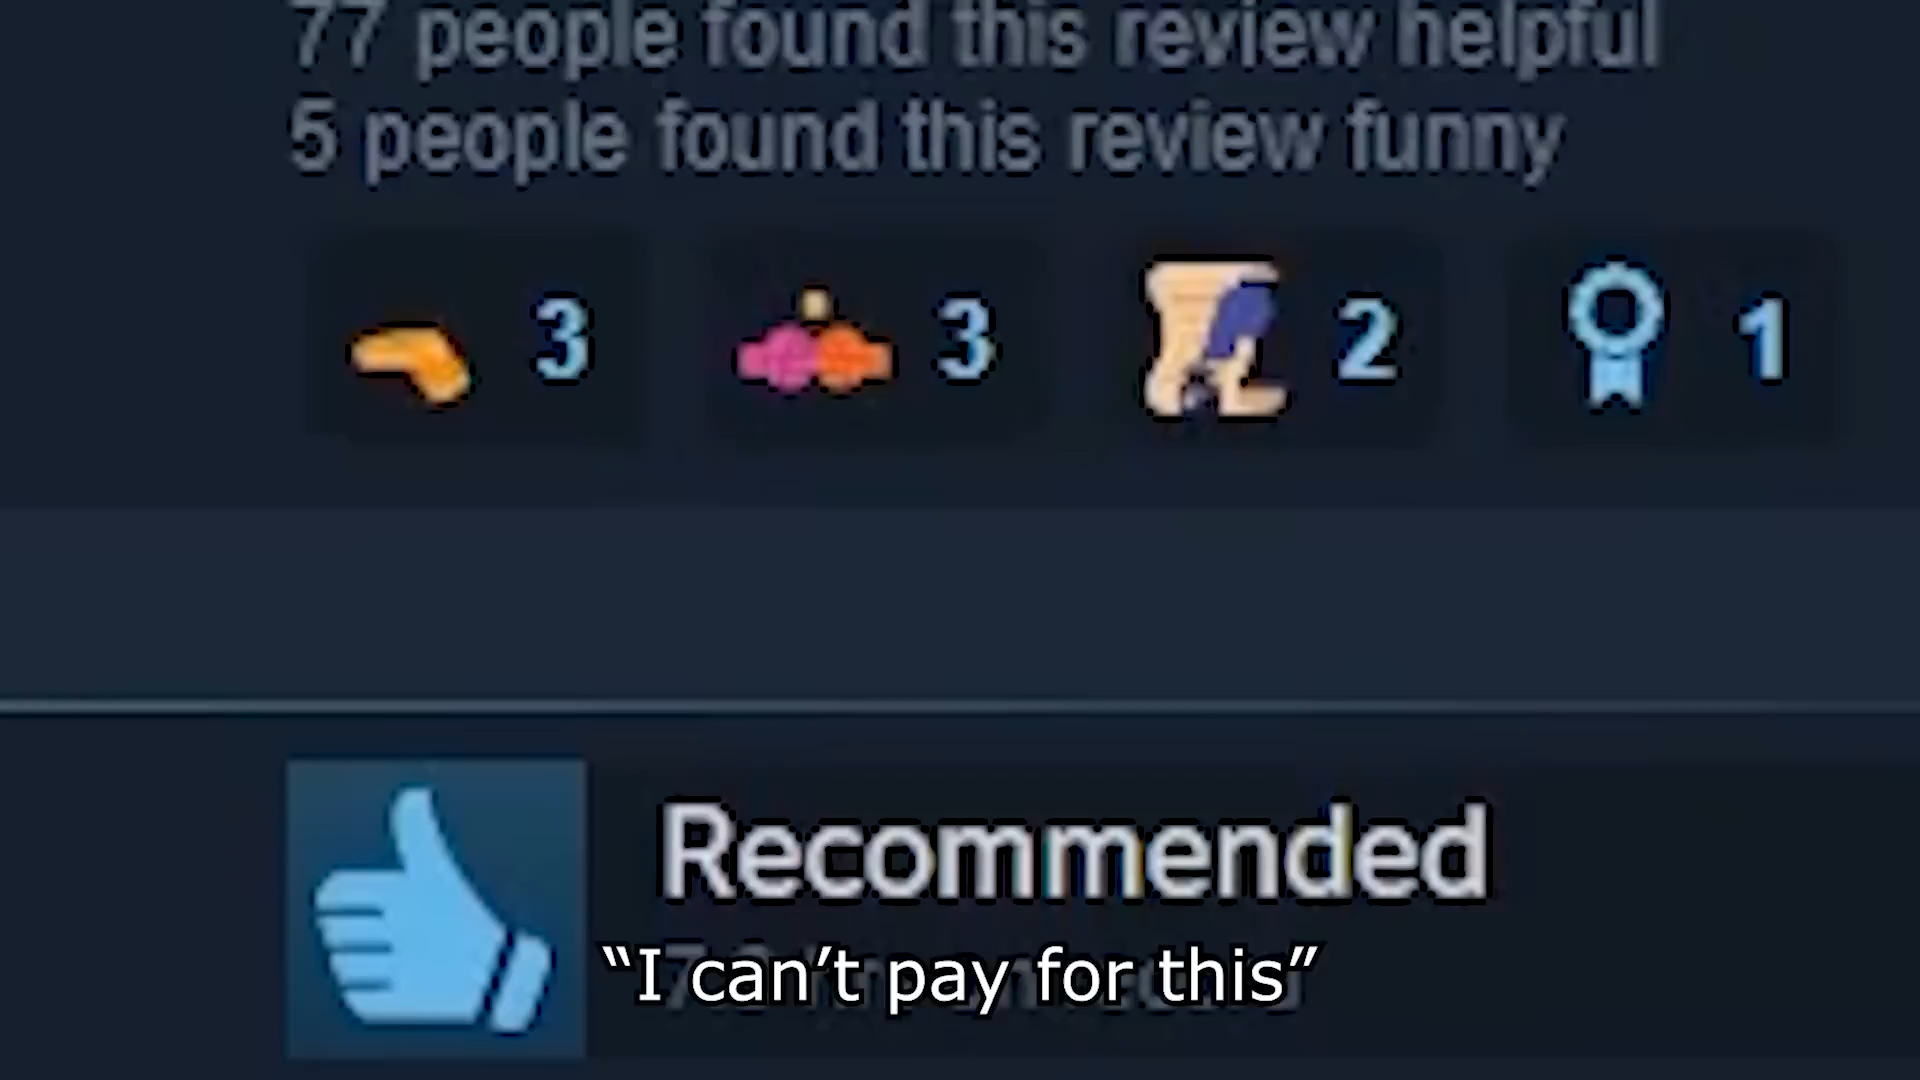 77 people found this review helpful
5 people found this review funny
3 3 2 1
Recommended
“I can’t pay for this”